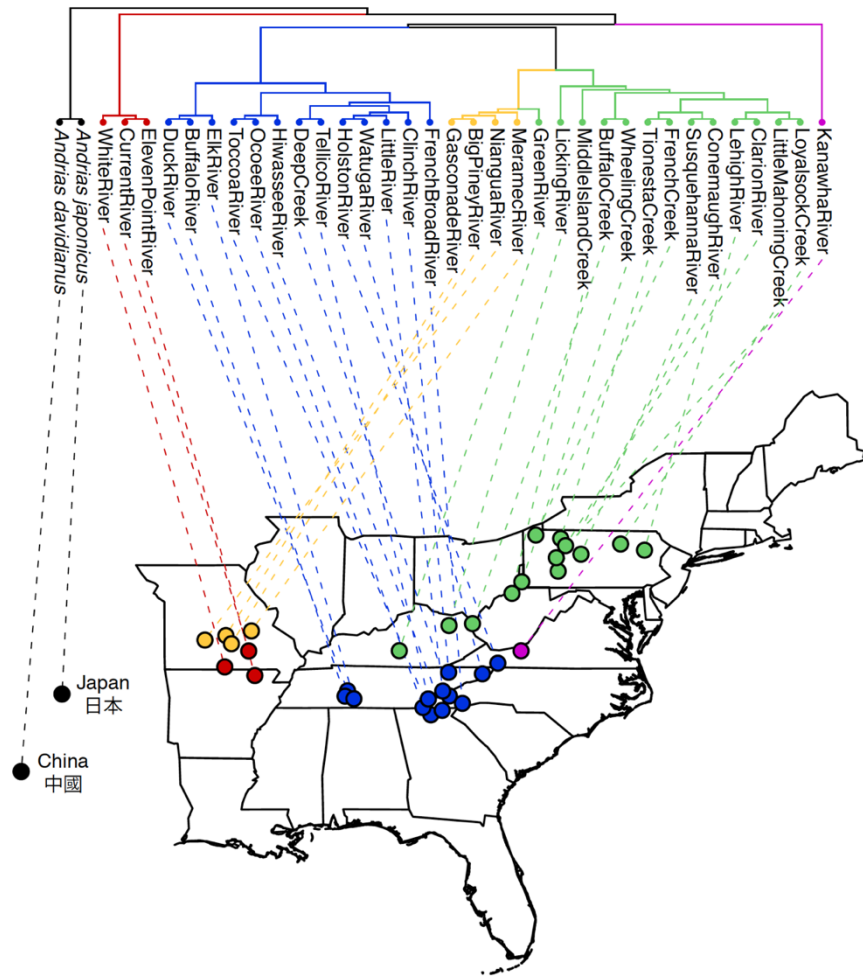 Andrias davidianus
Andrias japonicus
WhiteRiver
CurrentRiver
ElevenPointRiver
DuckRiver
BuffaloRiver
ElkRiver
ToccoaRiver
OcoeeRiver
HiwasseeRiver
DeepCreek
TellicoRiver
HolstonRiver
WatugaRiver
LittleRiver
ClinchRiver
FrenchBroadRiver
GasconadeRiver
BigPineyRiver
NianguaRiver
MeramecRiver
GreenRiver
LickingRiver
MiddleIslandCreek
BuffaloCreek
WheelingCreek
TionestaCreek
FrenchCreek
SusquehannaRiver
ConemaughRiver
LehighRiver
ClarionRiver
LittleMahoningCreek
LoyalsockCreek
KanawhaRiver
Japan
日本
China
中國